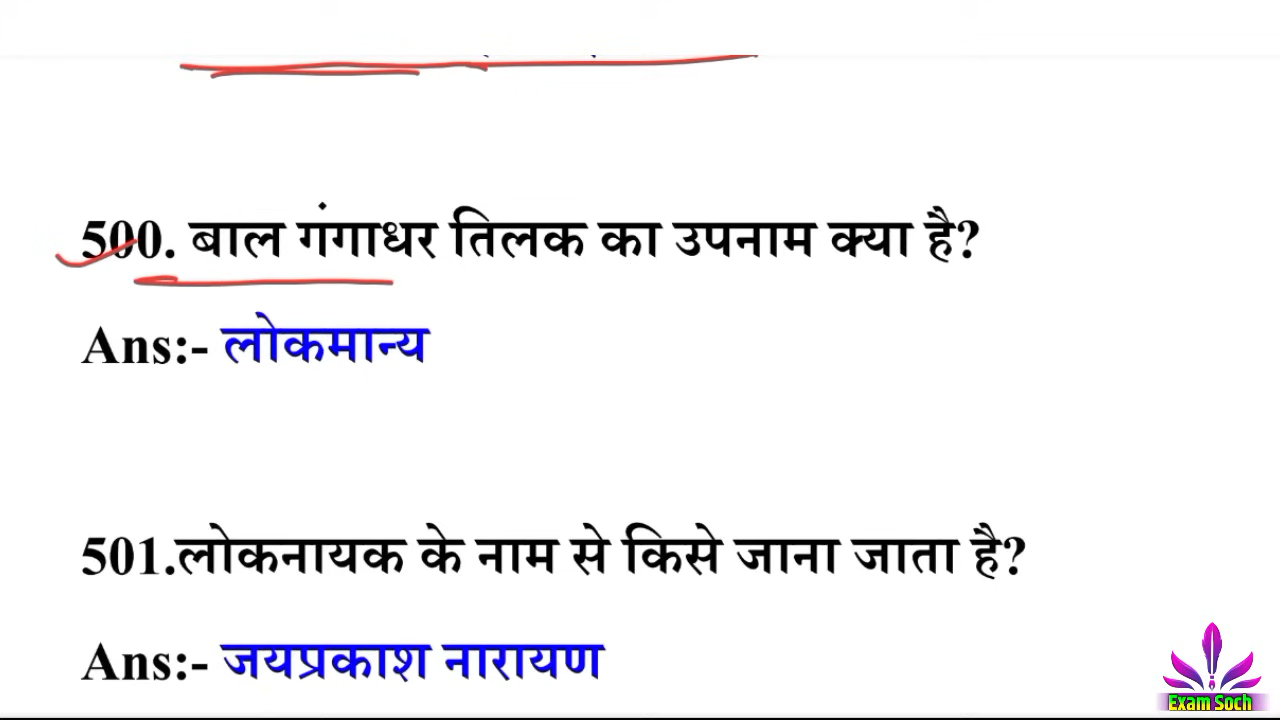 500. बाल गंगाधर तिलक का उपनाम क्या है?
Ans:- लोकमान्य
501.लोकनायक के नाम से किसे जाना जाता है?
Ans:- जयप्रकाश नारायण
Exam Soch